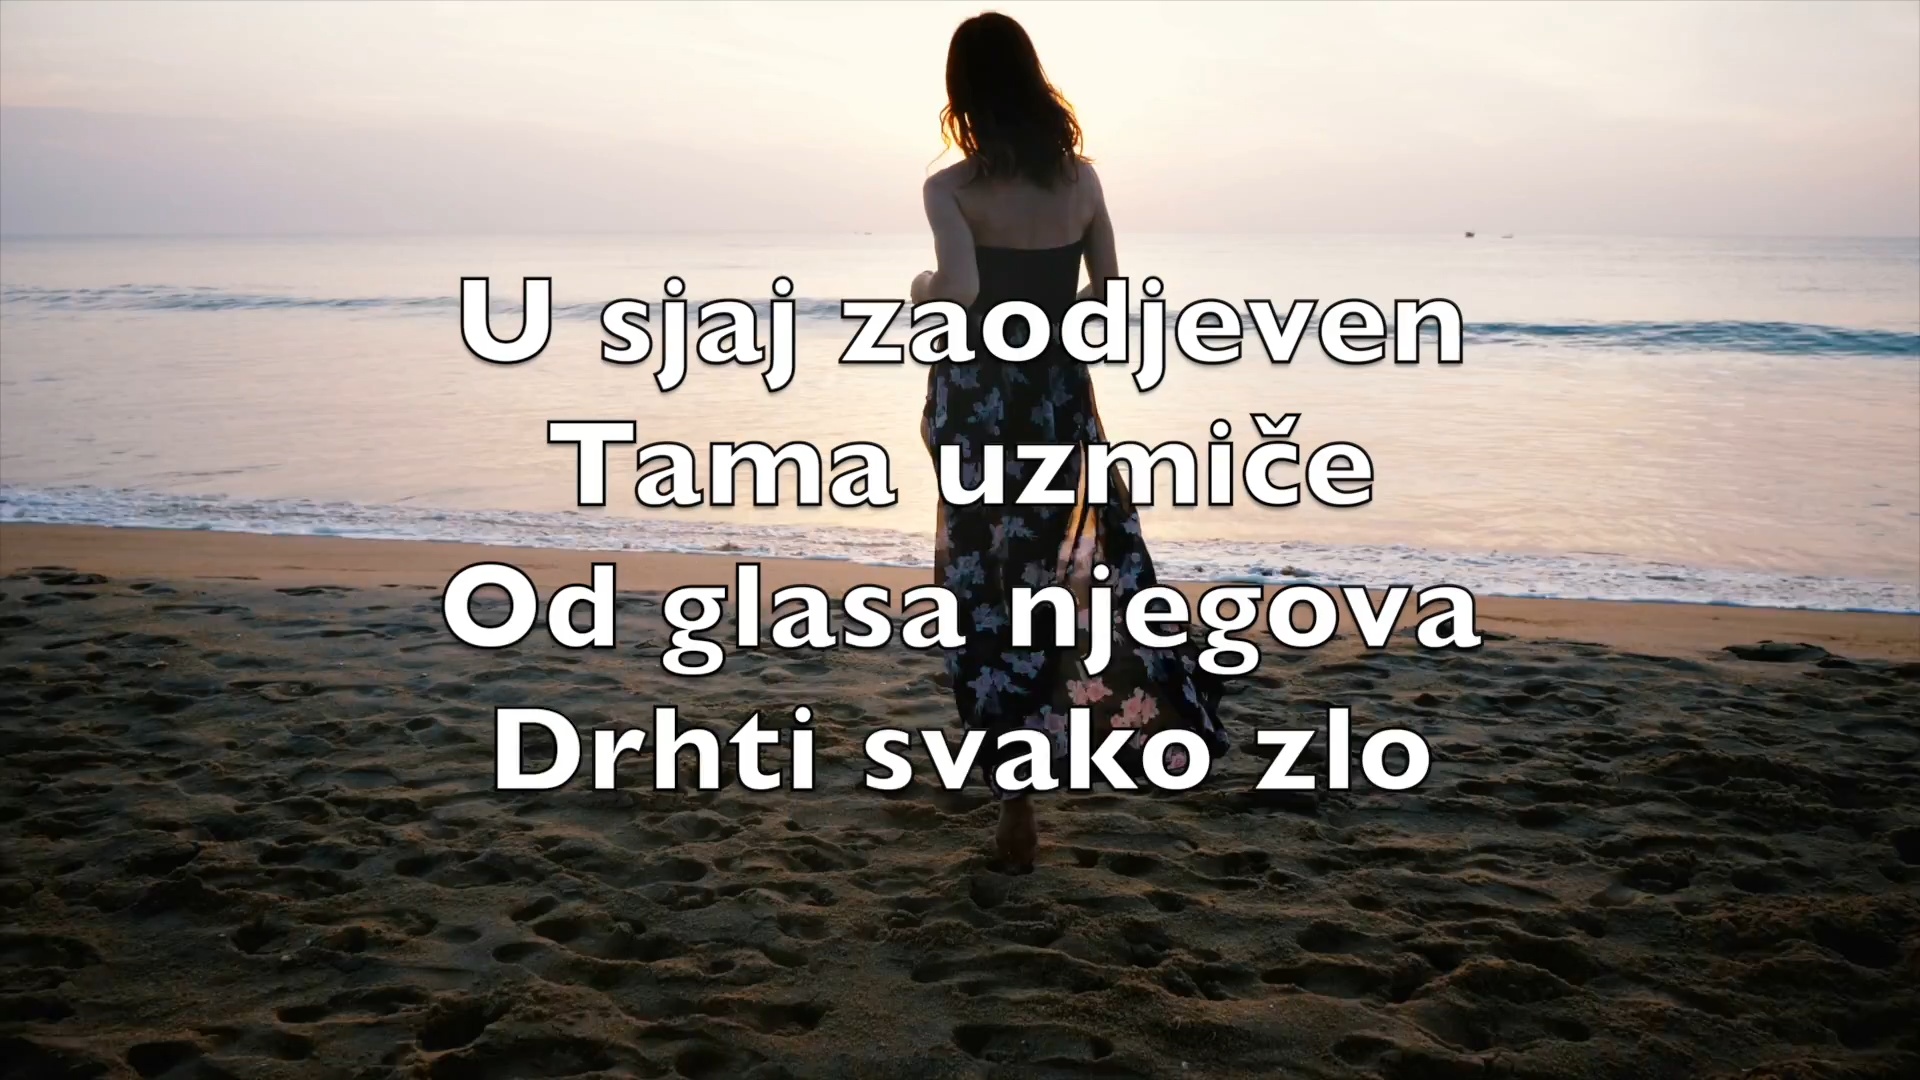 U sjaj zaodjeven
Tama uzmiče
Od glasa njegova
Drhti svako zlo